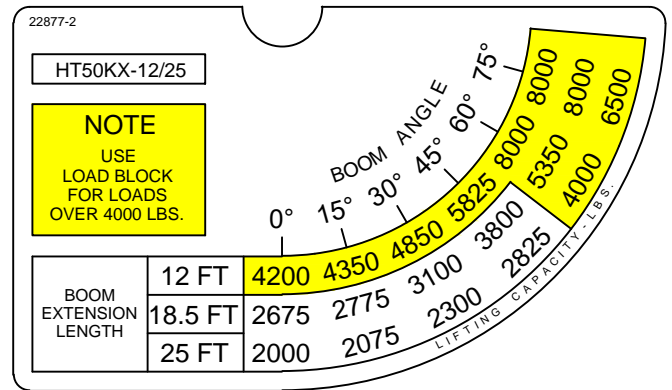 22877-2
HT50KX-12/25
NOTE
USE
LOAD BLOCK
FOR LOADS
OVER 4000 LBS.
BOOM ANGLE
0° 15° 30° 45° 60° 75°
BOOM
EXTENSION
LENGTH
12 FT 4200 4350 4850 5825 8000 8000
18.5 FT 2675 2775 3100 3800 5350 8000
25 FT 2000 2075 2300 2825 4000 6500
LIFTING CAPACITY - LBS.